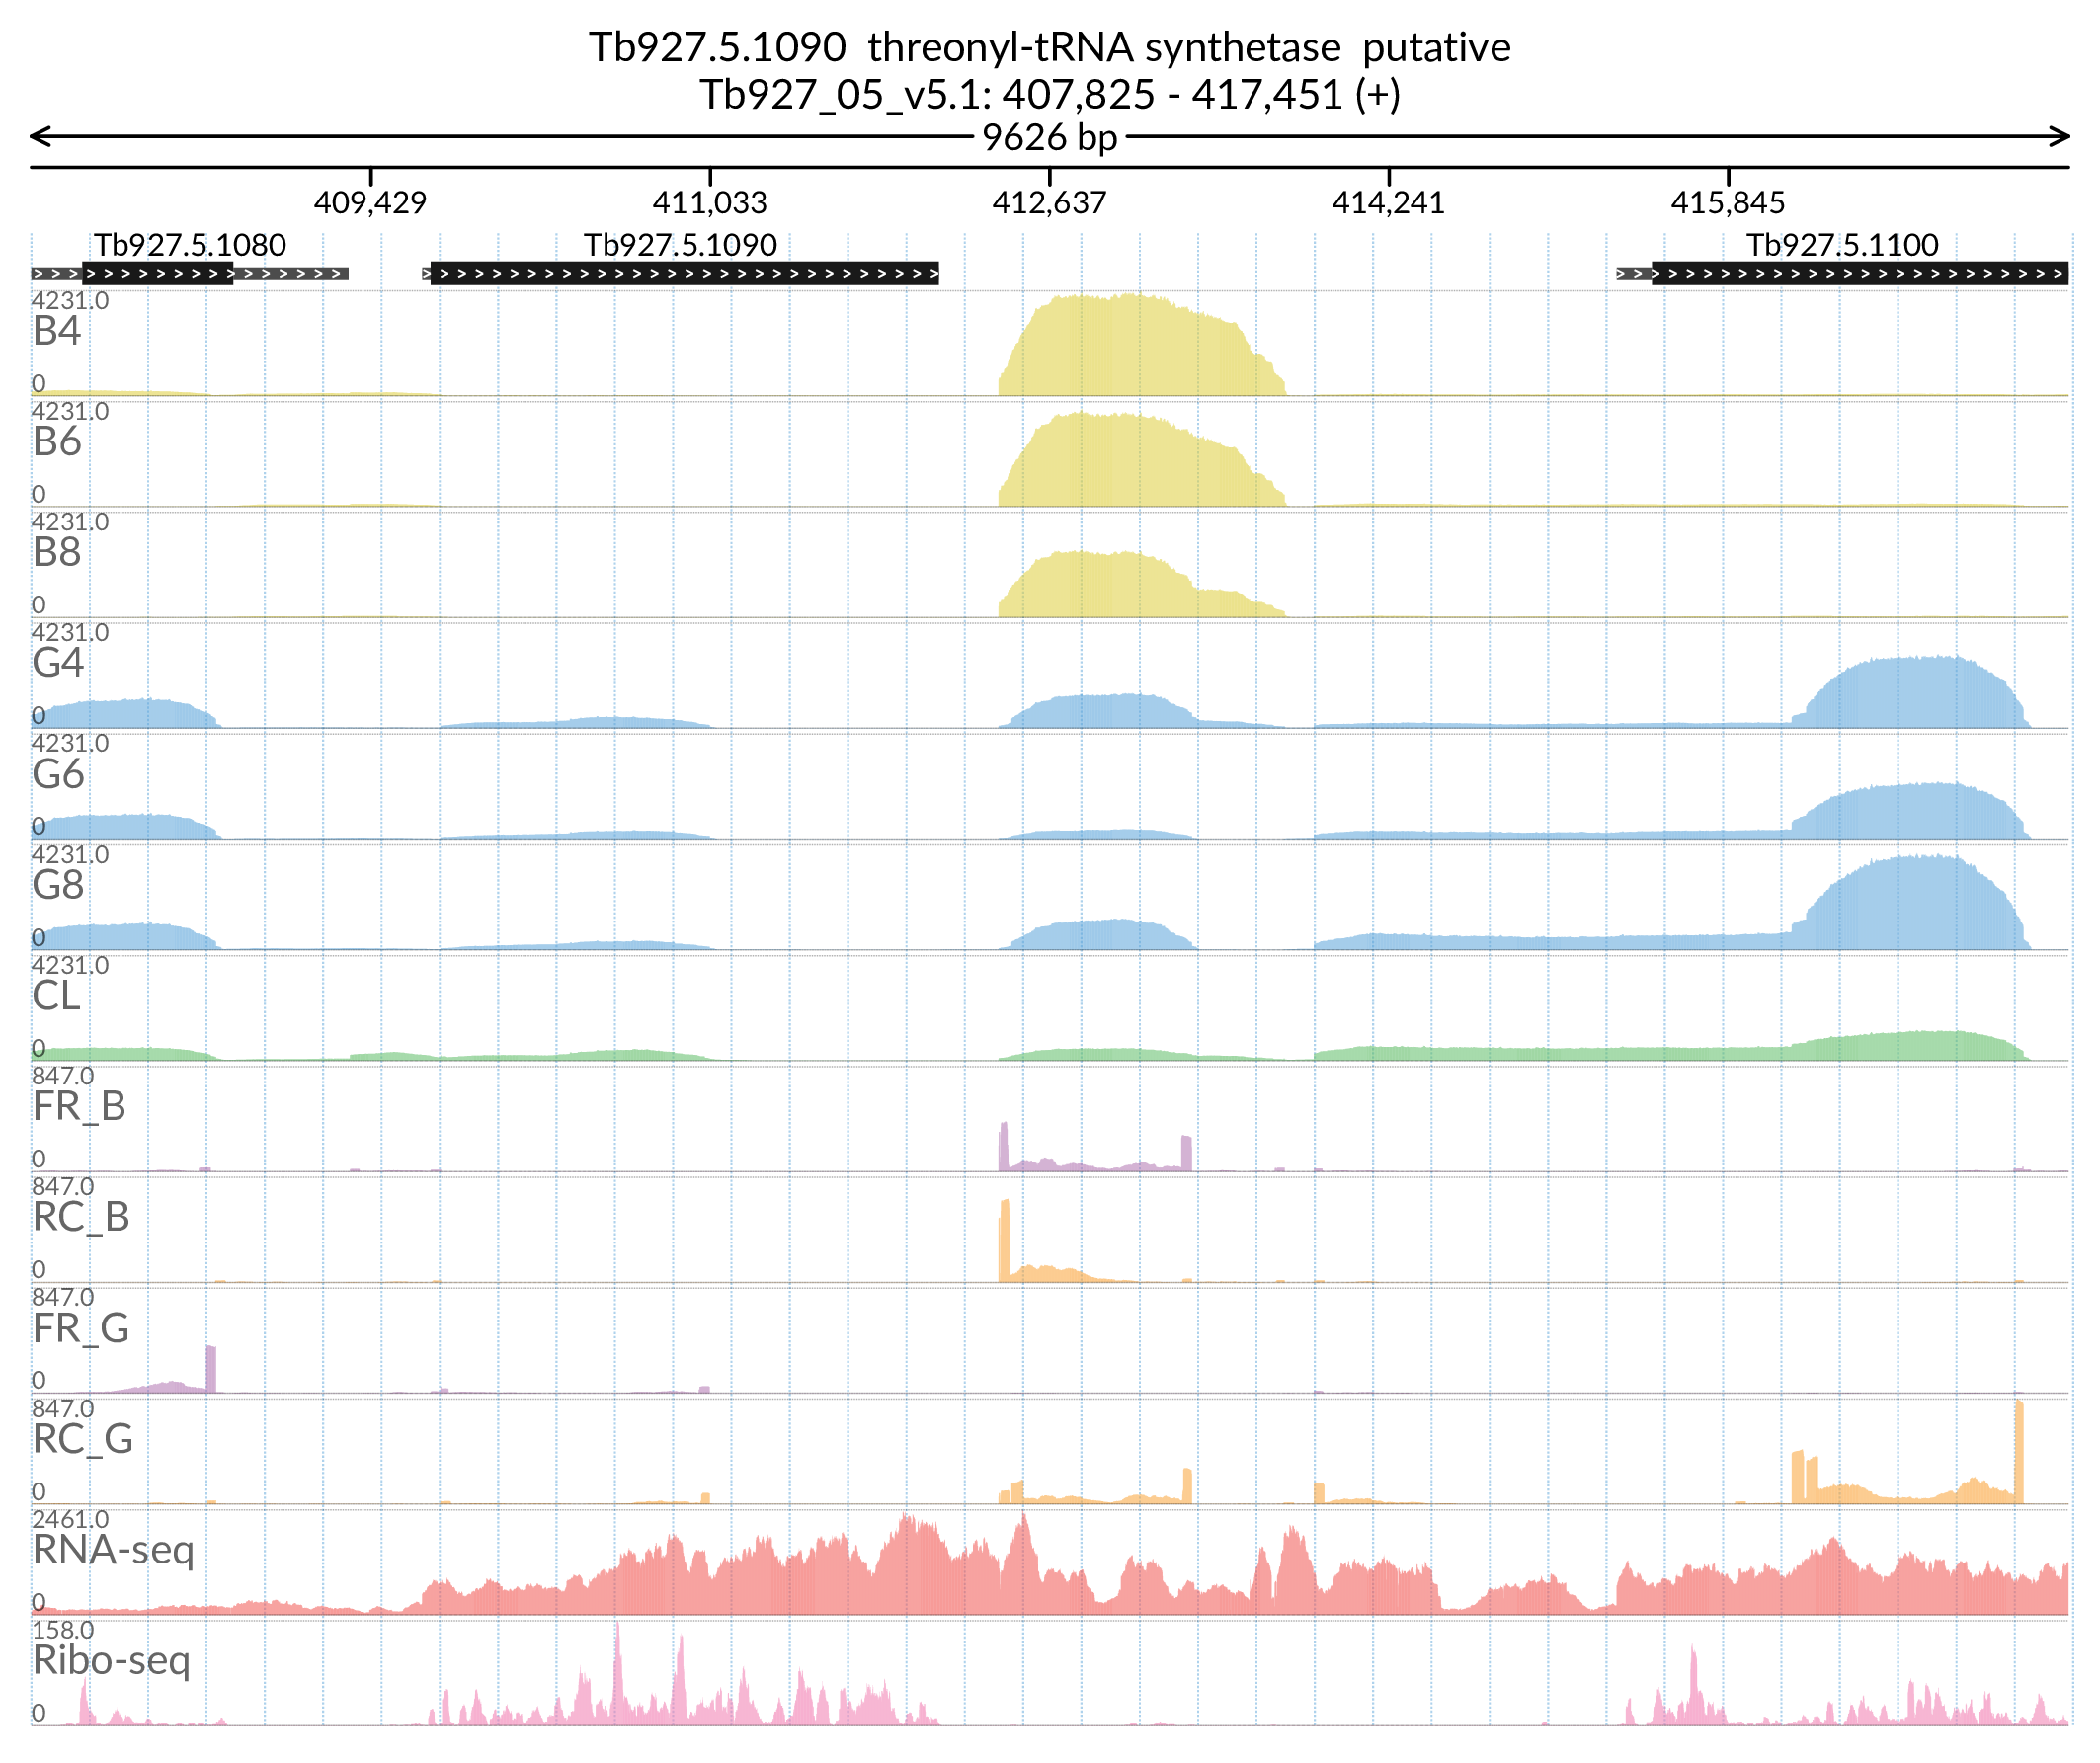 Tb927.5.1090  threonyl-tRNA synthetase  putative
Tb927_05_v5.1: 407,825 - 417,451 (+)
9626 bp
409,429 411,033 412,637 414,241 415,845
Tb927.5.1080 Tb927.5.1090 Tb927.5.1100
4231.0
B4
0
4231.0
B6
0
4231.0
B8
0
4231.0
G4
0
4231.0
G6
0
4231.0
G8
0
4231.0
CL
0
847.0
FR_B
0
847.0
RC_B
0
847.0
FR_G
0
847.0
RC_G
0
2461.0
RNA-seq
0
158.0
Ribo-seq
0